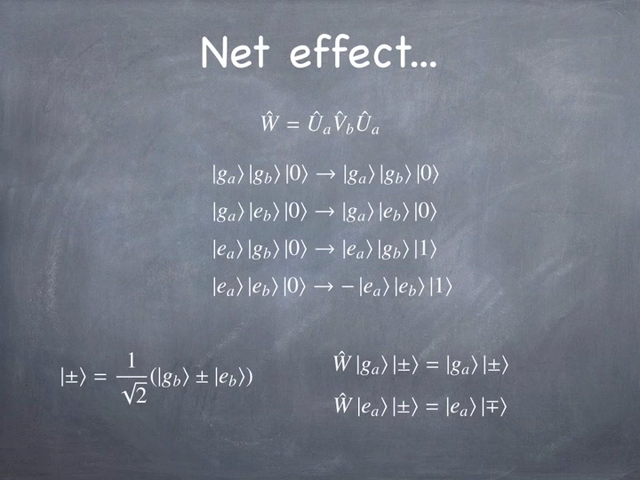 Net effect...
Ŵ = Û_a V̂_b Û_a
|g_a⟩|g_b⟩|0⟩ → |g_a⟩|g_b⟩|0⟩
|g_a⟩|e_b⟩|0⟩ → |g_a⟩|e_b⟩|0⟩
|e_a⟩|g_b⟩|0⟩ → |e_a⟩|g_b⟩|1⟩
|e_a⟩|e_b⟩|0⟩ → −|e_a⟩|e_b⟩|1⟩
|±⟩ = 1/√2 (|g_b⟩ ± |e_b⟩)
Ŵ|g_a⟩|±⟩ = |g_a⟩|±⟩
Ŵ|e_a⟩|±⟩ = |e_a⟩|∓⟩